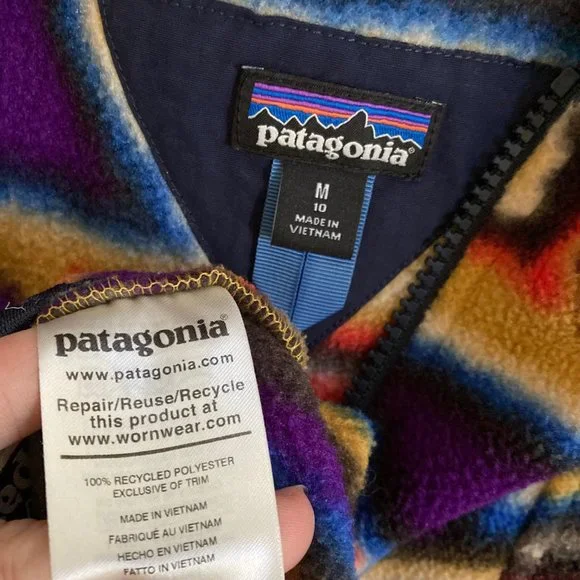 patagonia®
M
10
MADE IN
VIETNAM
patagonia®
www.patagonia.com
Repair/Reuse/Recycle
this product at
www.wornwear.com
100% RECYCLED POLYESTER
EXCLUSIVE OF TRIM
MADE IN VIETNAM
FABRIQUÉ AU VIETNAM
HECHO EN VIETNAM
FATTO IN VIETNAM